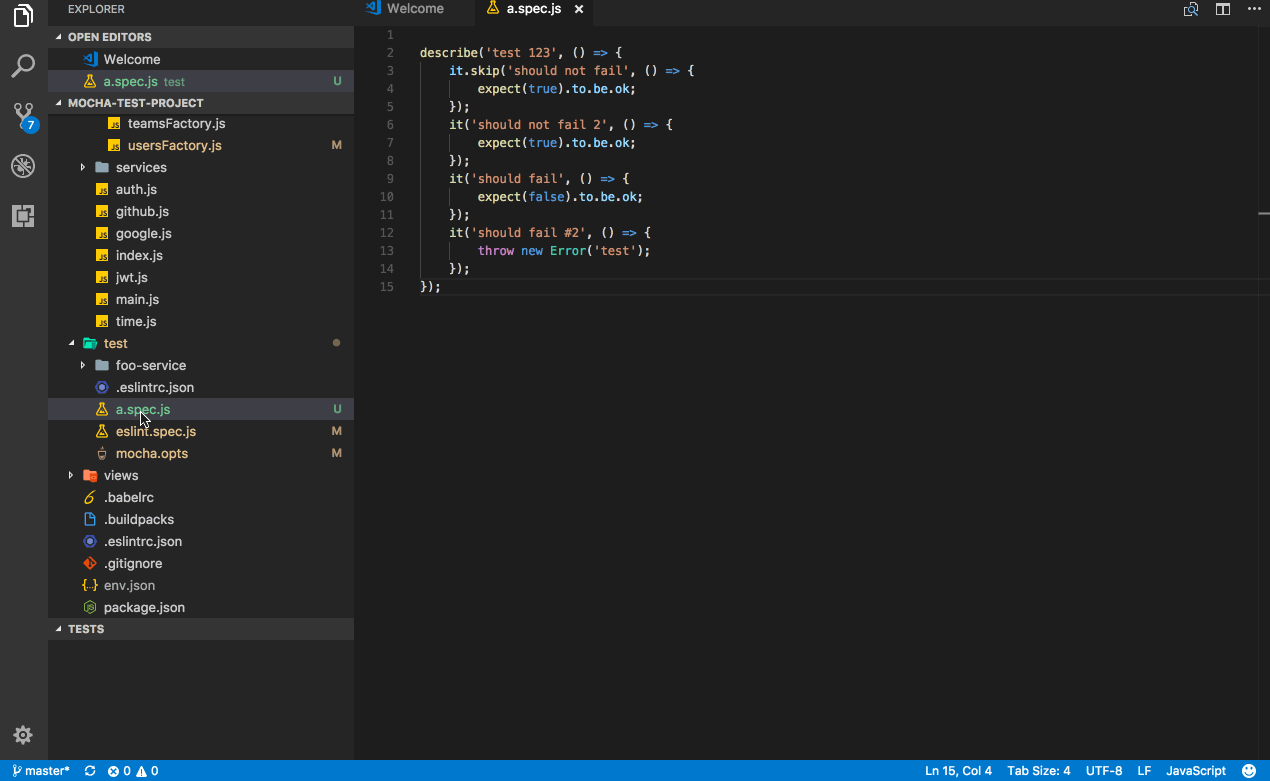 EXPLORER
OPEN EDITORS
Welcome
a.spec.js test U
MOCHA-TEST-PROJECT
teamsFactory.js
usersFactory.js M
services
auth.js
github.js
google.js
index.js
jwt.js
main.js
time.js
test
foo-service
.eslintrc.json
a.spec.js U
eslint.spec.js M
mocha.opts M
views
.babelrc
.buildpacks
.eslintrc.json
.gitignore
env.json
package.json
TESTS
7
Welcome a.spec.js
1
2 describe('test 123', () => {
3 it.skip('should not fail', () => {
4 expect(true).to.be.ok;
5 });
6 it('should not fail 2', () => {
7 expect(true).to.be.ok;
8 });
9 it('should fail', () => {
10 expect(false).to.be.ok;
11 });
12 it('should fail #2', () => {
13 throw new Error('test');
14 });
15 });
master* 0 0 Ln 15, Col 4 Tab Size: 4 UTF-8 LF JavaScript